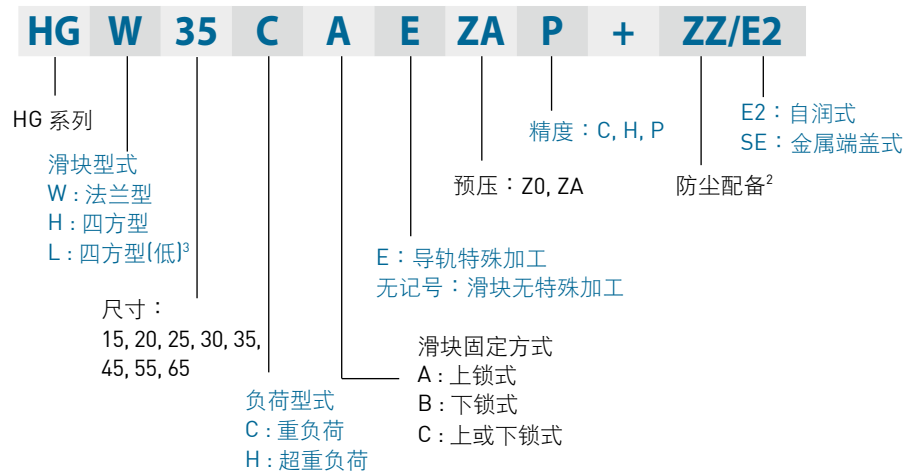 HG W 35 C A E ZA P + ZZ/E2
HG 系列
滑块型式
W：法兰型
H：四方型
L：四方型(低)3
尺寸：
15, 20, 25, 30, 35,
45, 55, 65
负荷型式
C：重负荷
H：超重负荷
滑块固定方式
A：上锁式
B：下锁式
C：上或下锁式
E：导轨特殊加工
无记号：滑块无特殊加工
预压：Z0, ZA
精度：C, H, P
防尘配备2
E2：自润式
SE：金属端盖式